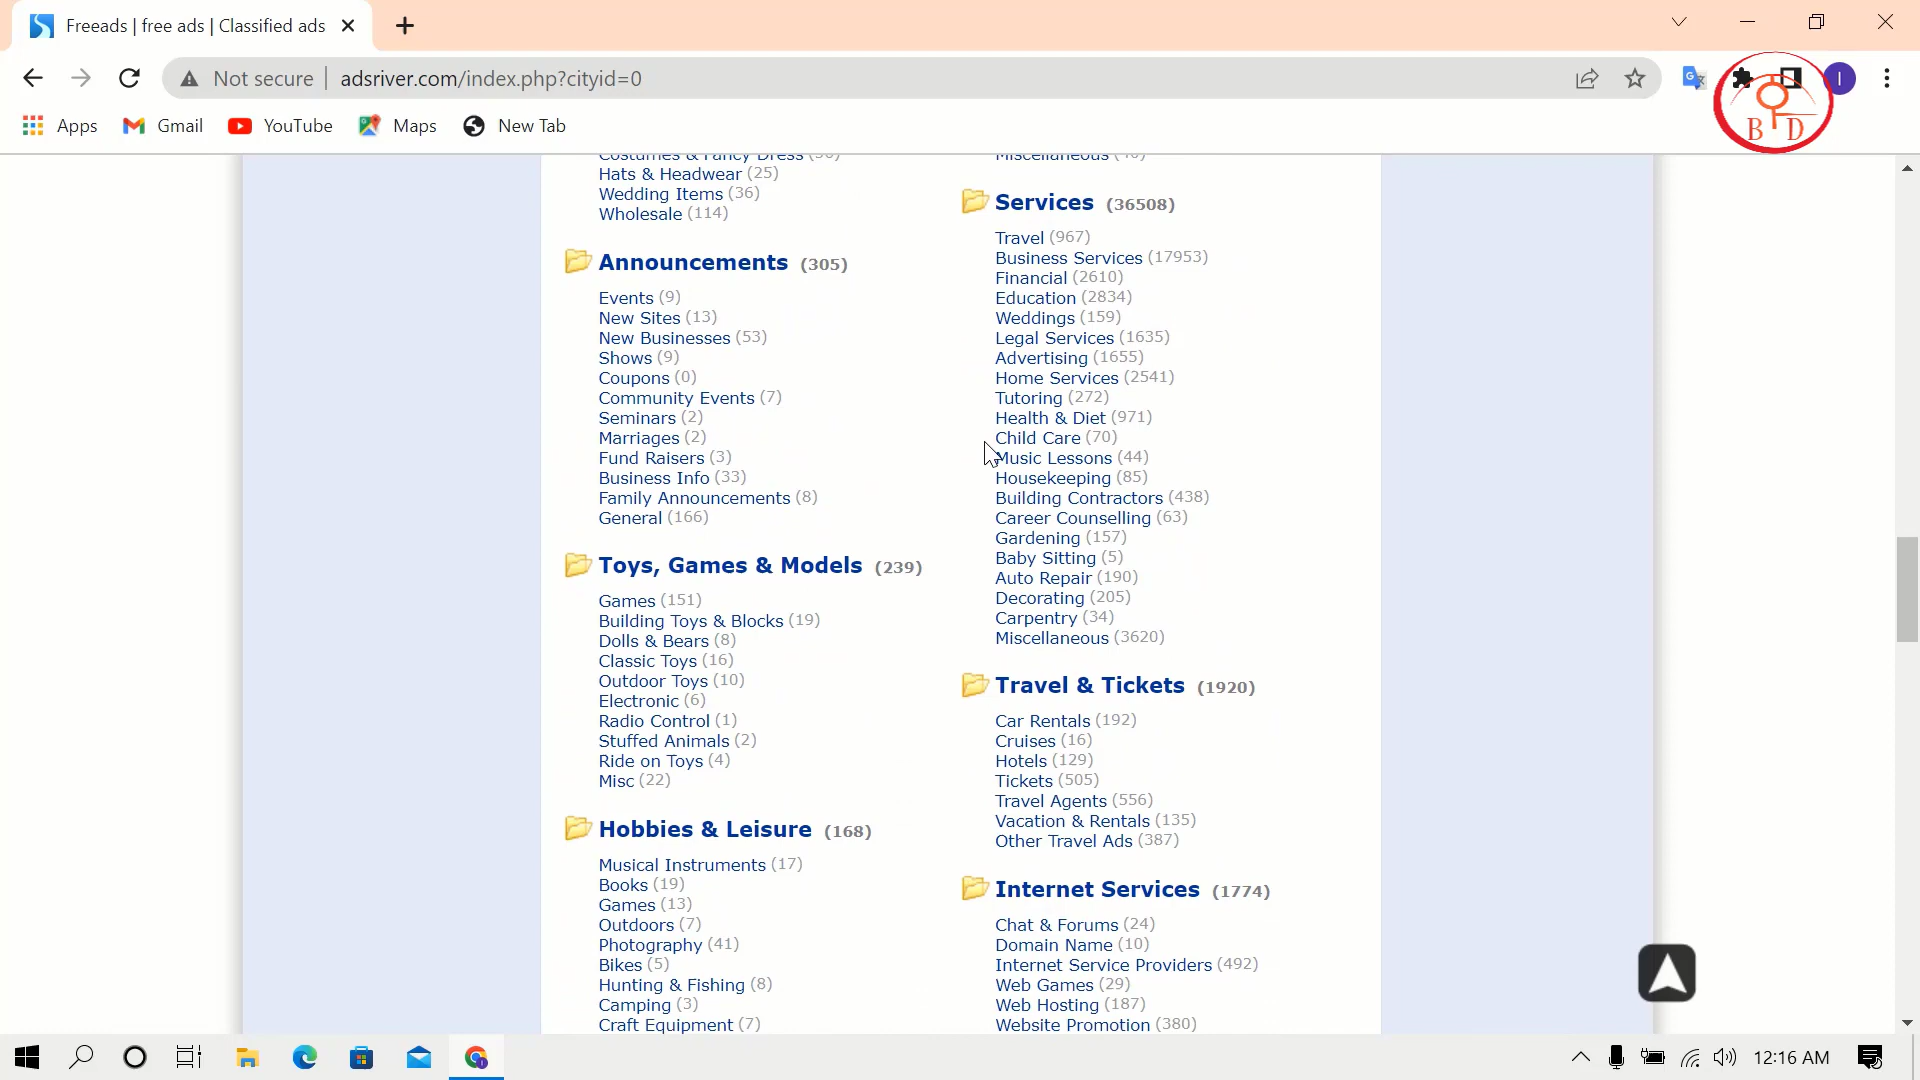 Freeads | free ads | Classified ads
Not secure | adsriver.com/index.php?cityid=0
Apps
Gmail
YouTube
Maps
New Tab
B D
I
Costumes & Fancy Dress
Hats & Headwear (25)
Wedding Items (36)
Wholesale (114)
Announcements (305)
Events (9)
New Sites (13)
New Businesses (53)
Shows (9)
Coupons (0)
Community Events (7)
Seminars (2)
Marriages (2)
Fund Raisers (3)
Business Info (33)
Family Announcements (8)
General (166)
Toys, Games & Models (239)
Games (151)
Building Toys & Blocks (19)
Dolls & Bears (8)
Classic Toys (16)
Outdoor Toys (10)
Electronic (6)
Radio Control (1)
Stuffed Animals (2)
Ride on Toys (4)
Misc (22)
Hobbies & Leisure (168)
Musical Instruments (17)
Books (19)
Games (13)
Outdoors (7)
Photography (41)
Bikes (5)
Hunting & Fishing (8)
Camping (3)
Craft Equipment (7)
Miscellaneous
Services (36508)
Travel (967)
Business Services (17953)
Financial (2610)
Education (2834)
Weddings (159)
Legal Services (1635)
Advertising (1655)
Home Services (2541)
Tutoring (272)
Health & Diet (971)
Child Care (70)
Music Lessons (44)
Housekeeping (85)
Building Contractors (438)
Career Counselling (63)
Gardening (157)
Baby Sitting (5)
Auto Repair (190)
Decorating (205)
Carpentry (34)
Miscellaneous (3620)
Travel & Tickets (1920)
Car Rentals (192)
Cruises (16)
Hotels (129)
Tickets (505)
Travel Agents (556)
Vacation & Rentals (135)
Other Travel Ads (387)
Internet Services (1774)
Chat & Forums (24)
Domain Name (10)
Internet Service Providers (492)
Web Games (29)
Web Hosting (187)
Website Promotion (380)
12:16 AM